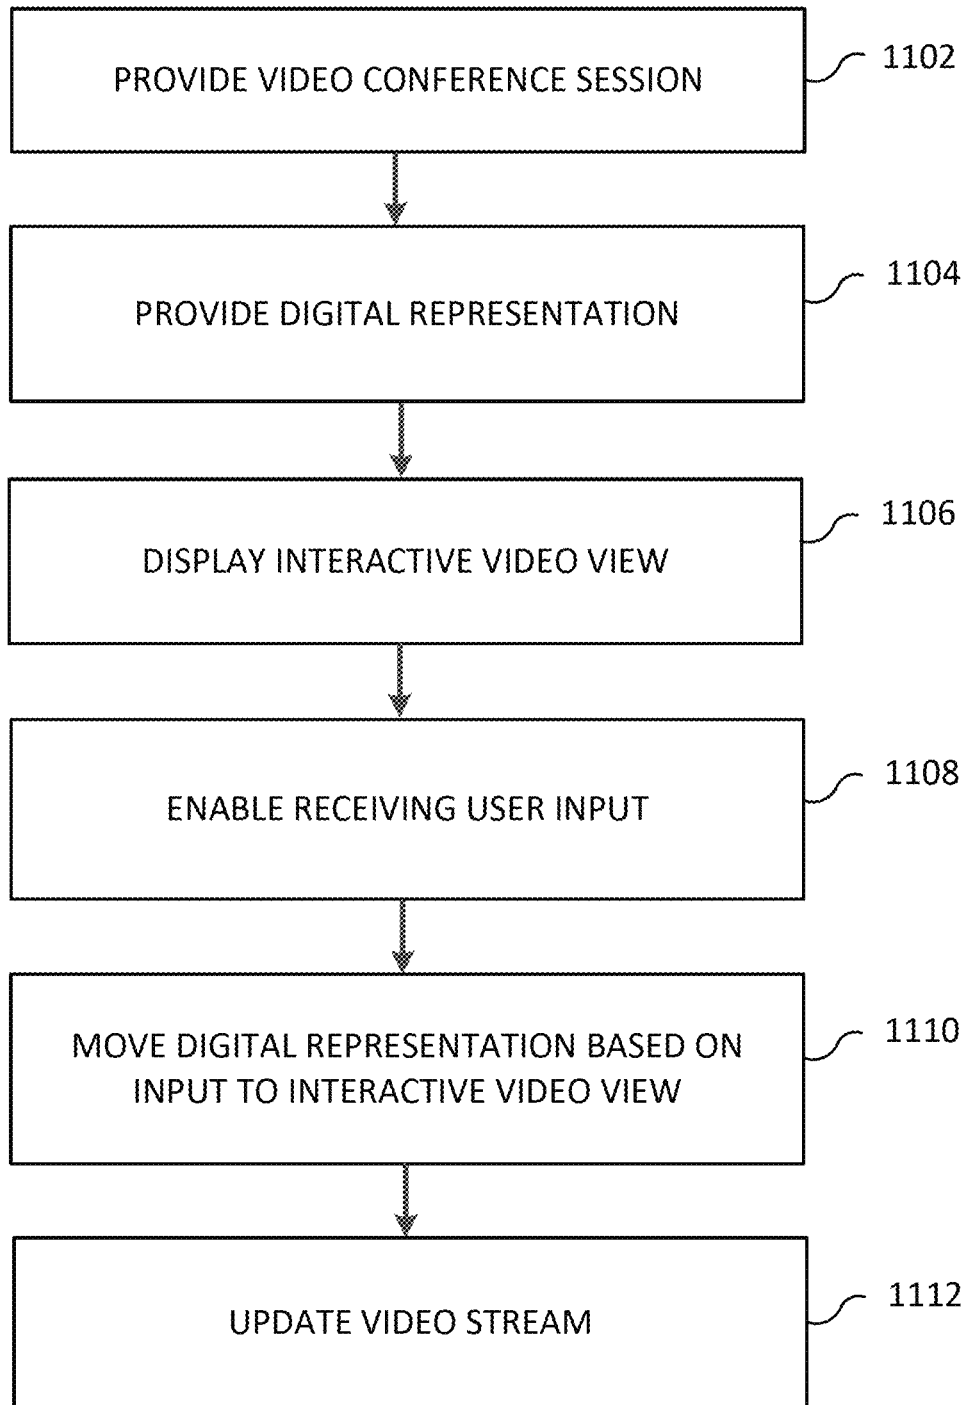 PROVIDE VIDEO CONFERENCE SESSION
1102
PROVIDE DIGITAL REPRESENTATION
1104
DISPLAY INTERACTIVE VIDEO VIEW
1106
ENABLE RECEIVING USER INPUT
1108
MOVE DIGITAL REPRESENTATION BASED ON
INPUT TO INTERACTIVE VIDEO VIEW
1110
UPDATE VIDEO STREAM
1112